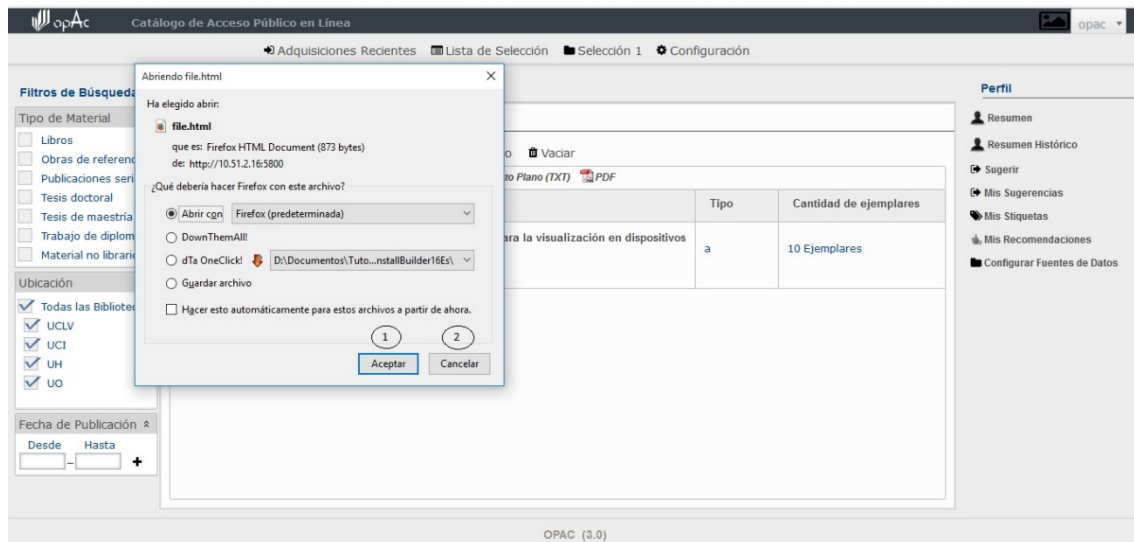 opAc
Catálogo de Acceso Público en Línea
opac
Adquisiciones Recientes Lista de Selección Selección 1 Configuración
Filtros de Búsqueda
Tipo de Material
Libros
Obras de referenc
Publicaciones seri
Tesis doctoral
Tesis de maestría
Trabajo de diplom
Material no librari
Ubicación
Todas las Bibliotec
UCLV
UCI
UH
UO
Fecha de Publicación
Desde Hasta
–
Abriendo file.html
Ha elegido abrir:
file.html
que es: Firefox HTML Document (873 bytes)
de: http://10.51.2.16:5800
¿Qué debería hacer Firefox con este archivo?
Abrir con Firefox (predeterminada)
DownThemAll!
dTa OneClick! D:\Documentos\Tuto...nstallBuilder16Es\
Guardar archivo
Hacer esto automáticamente para estos archivos a partir de ahora.
1 2
Aceptar Cancelar
o Vaciar
to Plano (TXT) PDF
Tipo Cantidad de ejemplares
ara la visualización en dispositivos
a 10 Ejemplares
Perfil
Resumen
Resumen Histórico
Sugerir
Mis Sugerencias
Mis Stiquetas
Mis Recomendaciones
Configurar Fuentes de Datos
OPAC (3.0)